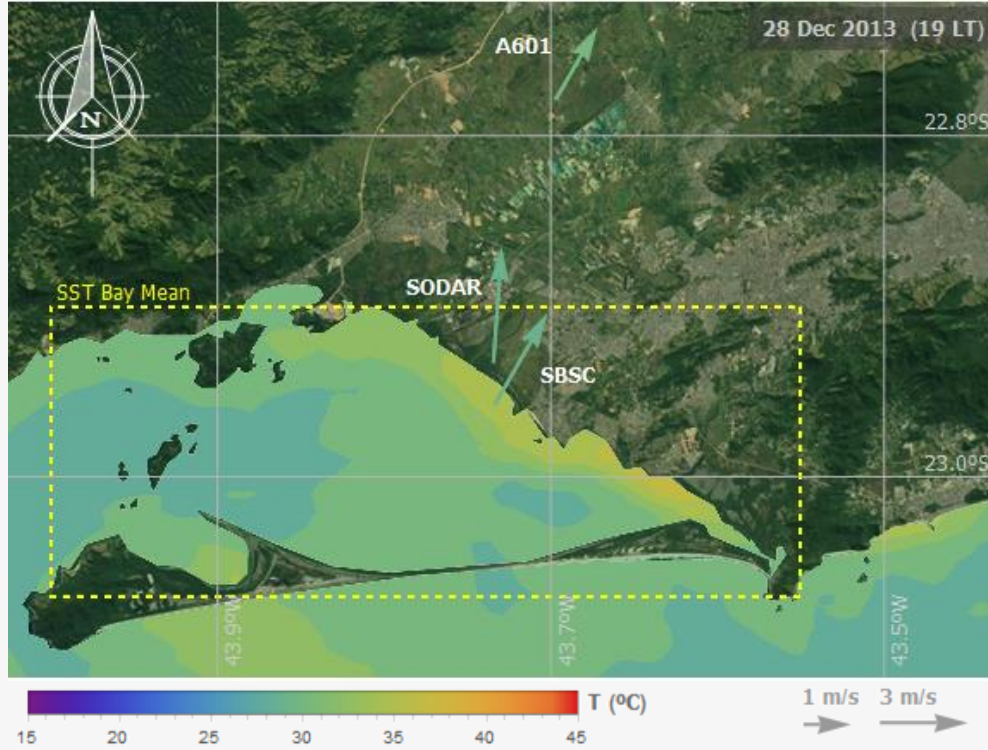 A601
28 Dec 2013 (19 LT)
N
22.8ºS
SST Bay Mean
SODAR
SBSC
23.0ºS
43.9ºW
43.7ºW
43.5ºW
15 20 25 30 35 40 45
T (ºC)
1 m/s 3 m/s